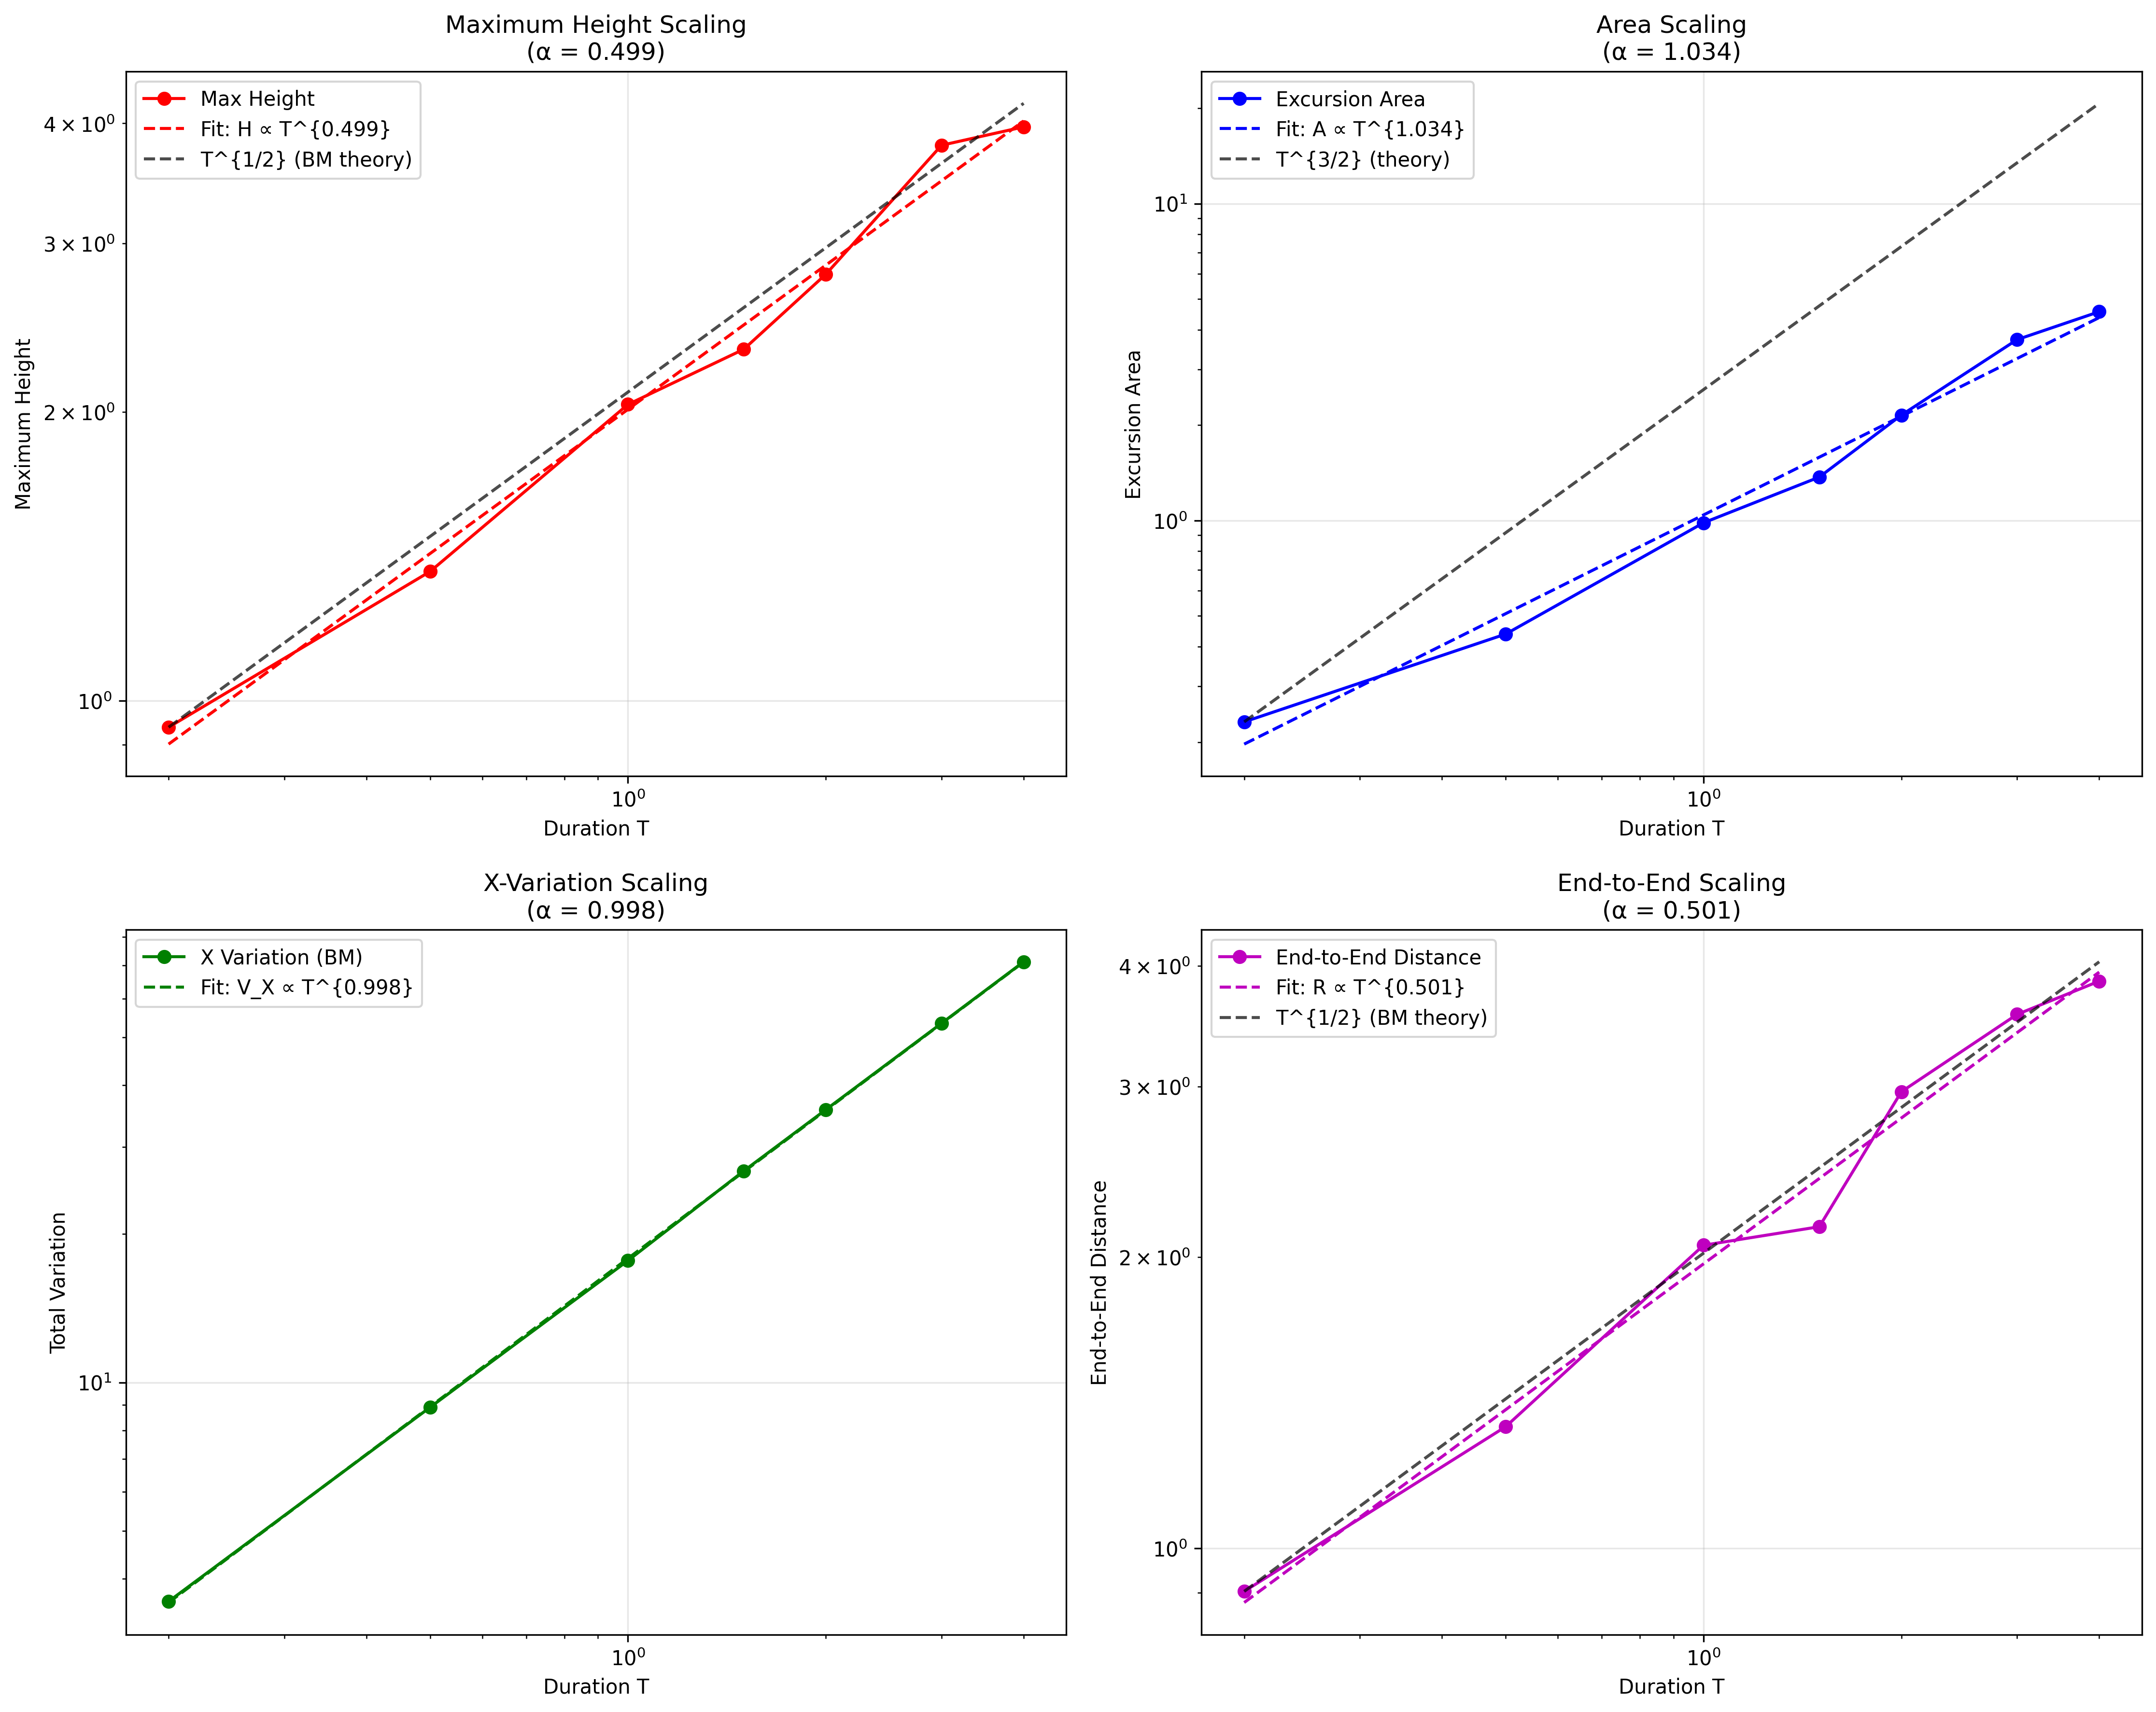 Maximum Height Scaling
(α = 0.499)
Max Height
Fit: H ∝ T^{0.499}
T^{1/2} (BM theory)
4 × 10⁰
3 × 10⁰
2 × 10⁰
10⁰
Maximum Height
10⁰
Duration T
Area Scaling
(α = 1.034)
Excursion Area
Fit: A ∝ T^{1.034}
T^{3/2} (theory)
10¹
10⁰
Excursion Area
10⁰
Duration T
X-Variation Scaling
(α = 0.998)
X Variation (BM)
Fit: V_X ∝ T^{0.998}
10¹
Total Variation
10⁰
Duration T
End-to-End Scaling
(α = 0.501)
End-to-End Distance
Fit: R ∝ T^{0.501}
T^{1/2} (BM theory)
4 × 10⁰
3 × 10⁰
2 × 10⁰
10⁰
End-to-End Distance
10⁰
Duration T